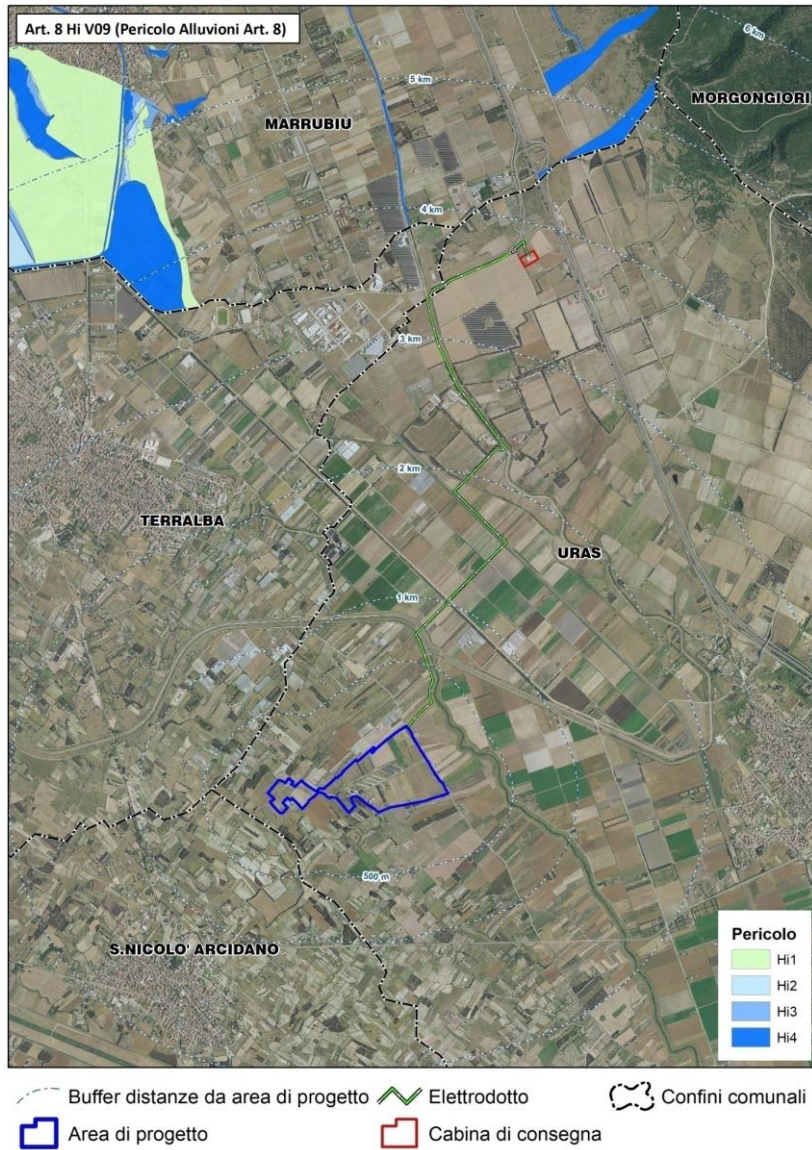 Art. 8 Hi V09 (Pericolo Alluvioni Art. 8)
6 km
5 km
MORGONGIORI
MARRUBIU
4 km
3 km
2 km
TERRALBA
URAS
1 km
500 m
S.NICOLO' ARCIDANO
Pericolo
Hi1
Hi2
Hi3
Hi4
Buffer distanze da area di progetto
Elettrodotto
Confini comunali
Area di progetto
Cabina di consegna